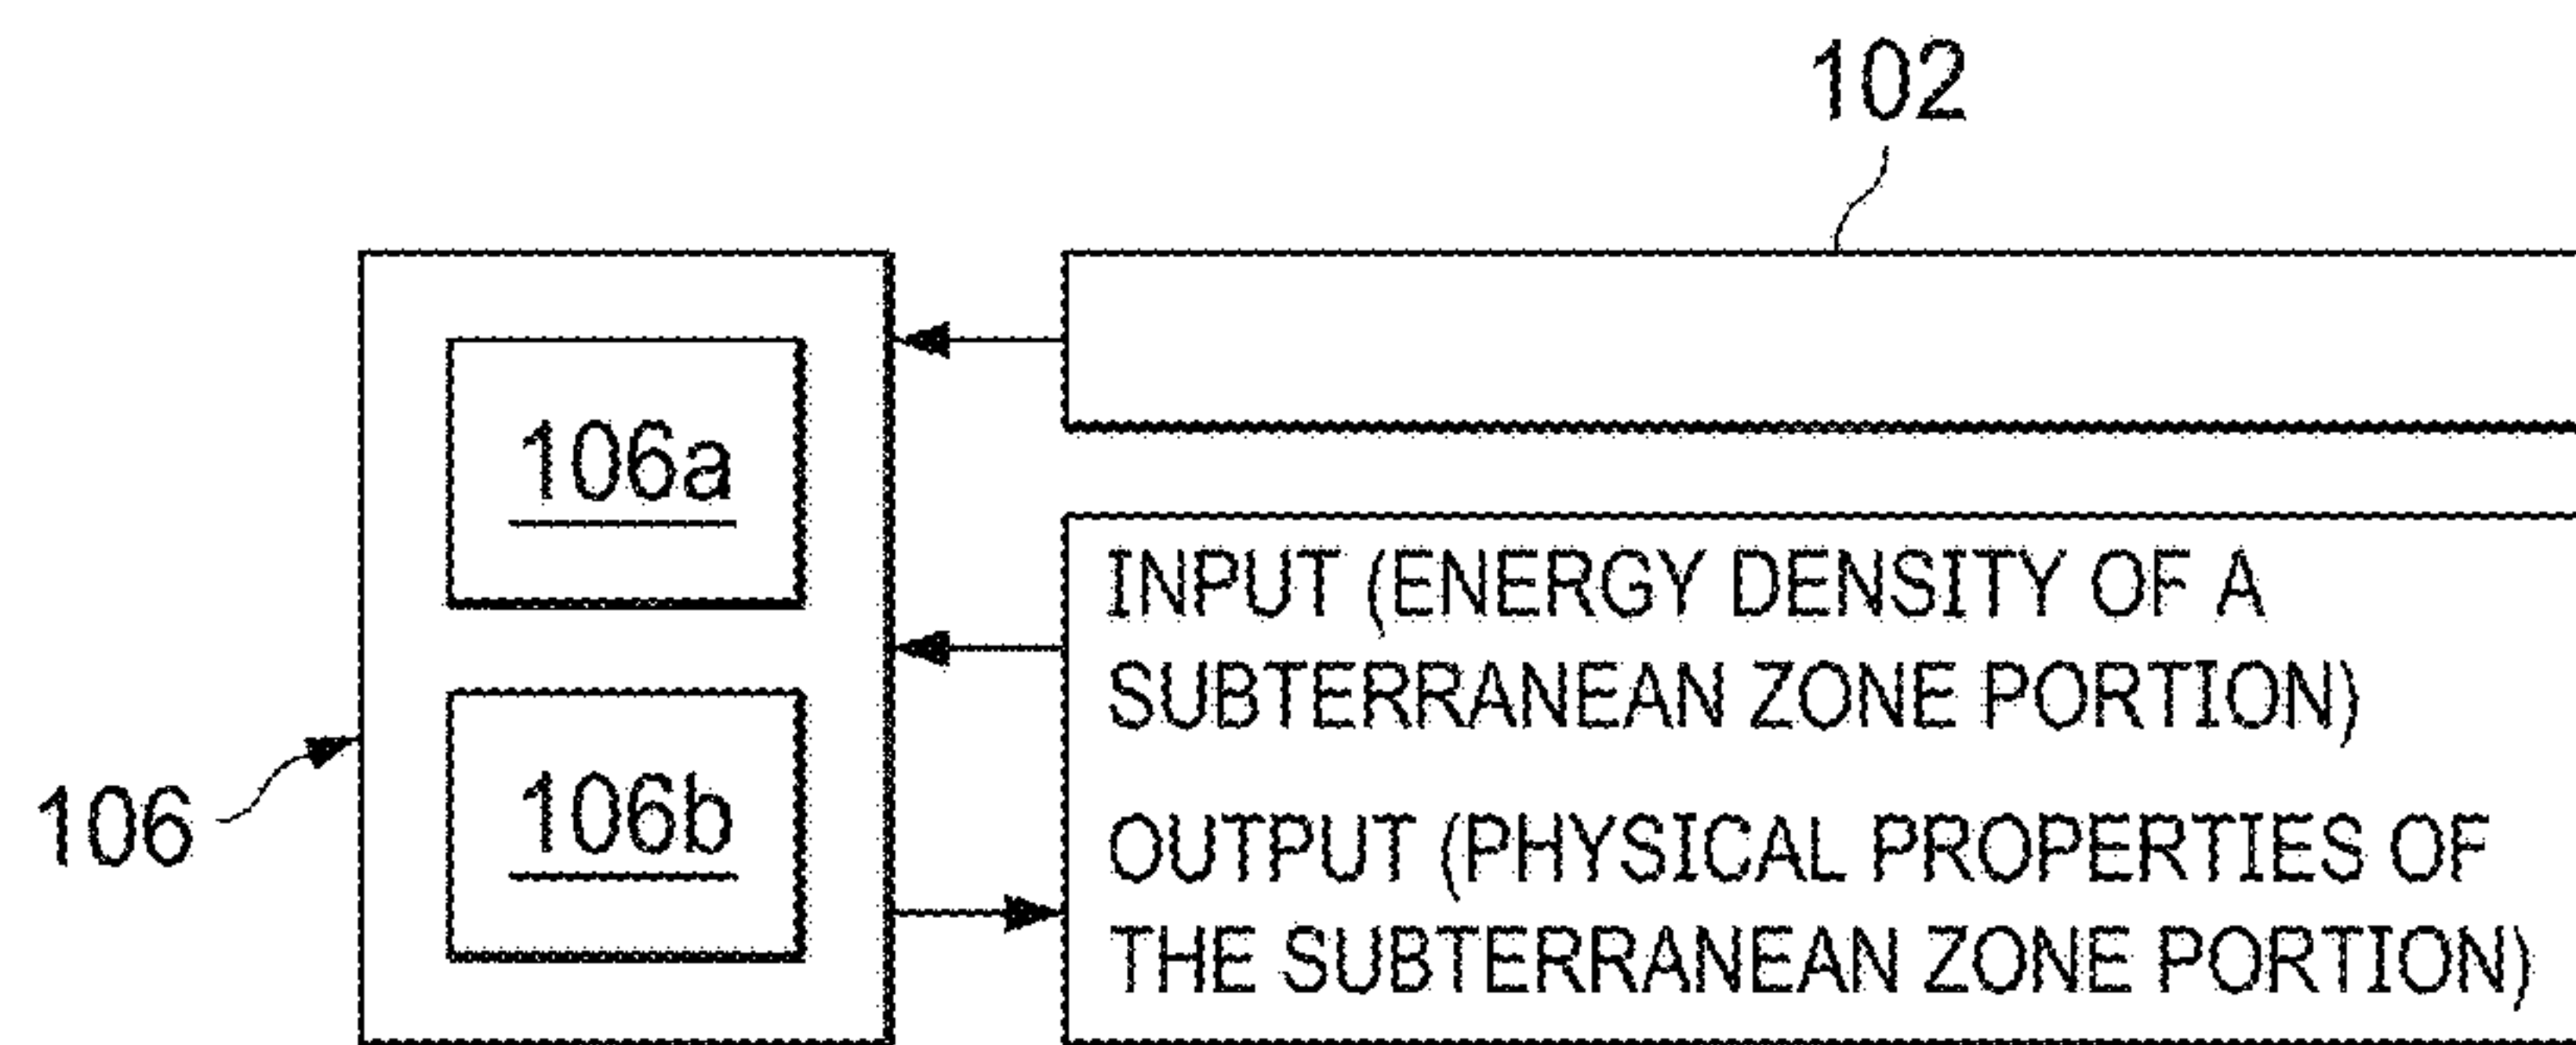 102
106a
INPUT (ENERGY DENSITY OF A
SUBTERRANEAN ZONE PORTION)
106
106b
OUTPUT (PHYSICAL PROPERTIES OF
THE SUBTERRANEAN ZONE PORTION)